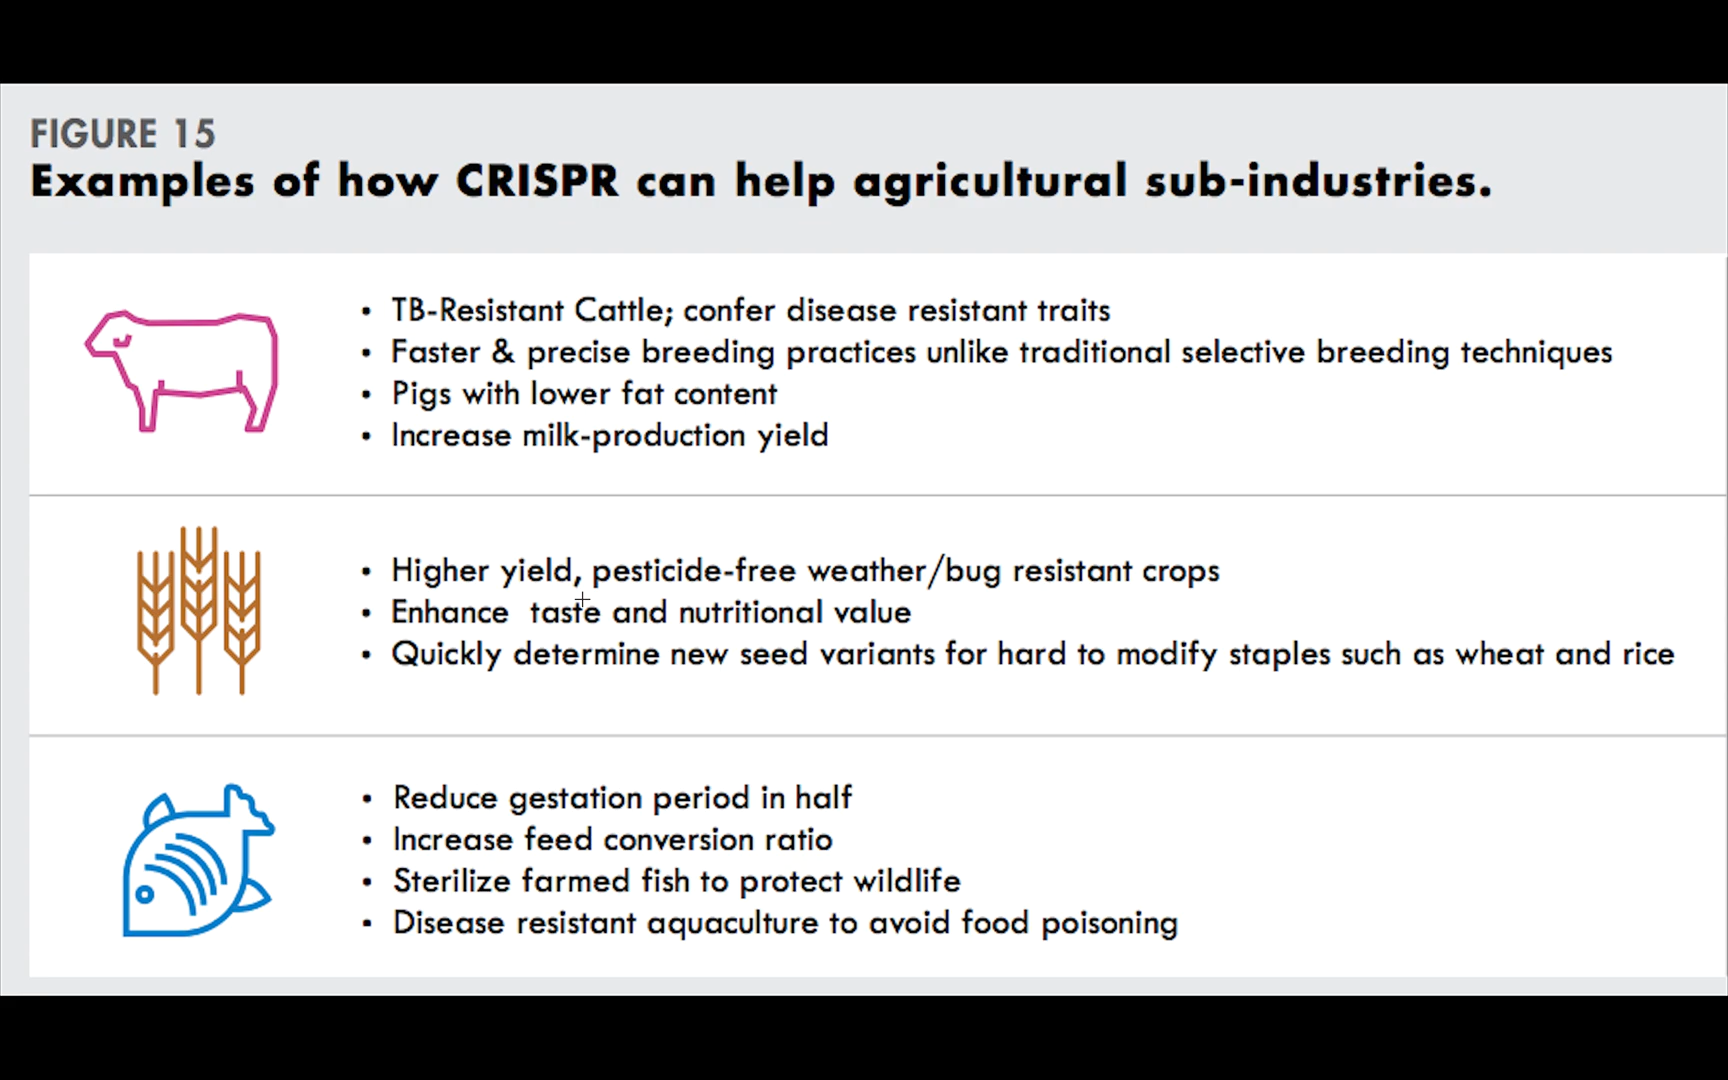 FIGURE 15
Examples of how CRISPR can help agricultural sub-industries.
• TB-Resistant Cattle; confer disease resistant traits
• Faster & precise breeding practices unlike traditional selective breeding techniques
• Pigs with lower fat content
• Increase milk-production yield
• Higher yield, pesticide-free weather/bug resistant crops
• Enhance  taste and nutritional value
• Quickly determine new seed variants for hard to modify staples such as wheat and rice
• Reduce gestation period in half
• Increase feed conversion ratio
• Sterilize farmed fish to protect wildlife
• Disease resistant aquaculture to avoid food poisoning